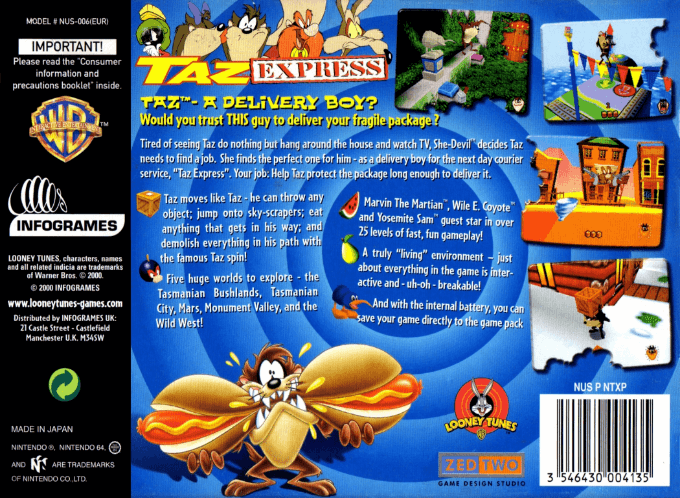 MODEL # NUS-006(EUR)
IMPORTANT!
Please read the "Consumer
information and
precautions booklet" inside.
TM
INFOGRAMES
LOONEY TUNES, characters, names
and all related indicia are trademarks
of Warner Bros. © 2000.
© 2000 INFOGRAMES
www.looneytunes-games.com
Distributed by INFOGRAMES UK:
21 Castle Street - Castlefield
Manchester U.K. M34SW
MADE IN JAPAN
NINTENDO ®, NINTENDO 64,
AND ARE TRADEMARKS
OF NINTENDO CO.,LTD.
TAZ EXPRESS
TAZ™- A DELIVERY BOY?
Would you trust THIS guy to deliver your fragile package ?
Tired of seeing Taz do nothing but hang around the house and watch TV, She-Devil™ decides Taz
needs to find a job. She finds the perfect one for him - as a delivery boy for the next day courier
service, "Taz Express". Your job: Help Taz protect the package long enough to deliver it.
Taz moves like Taz - he can throw any
object; jump onto sky-scrapers; eat
anything that gets in his way; and
demolish everything in his path with
the famous Taz spin!
Five huge worlds to explore - the
Tasmanian Bushlands, Tasmanian
City, Mars, Monument Valley, and the
Wild West!
Marvin The Martian™, Wile E. Coyote™
and Yosemite Sam™ guest star in over
25 levels of fast, fun gameplay!
A truly "living" environment – just
about everything in the game is inter-
active and - uh-oh - breakable!
And with the internal battery, you can
save your game directly to the game pack
LOONEY TUNES
ZED TWO
GAME DESIGN STUDIO
NUS P NTXP
3 546430 004135